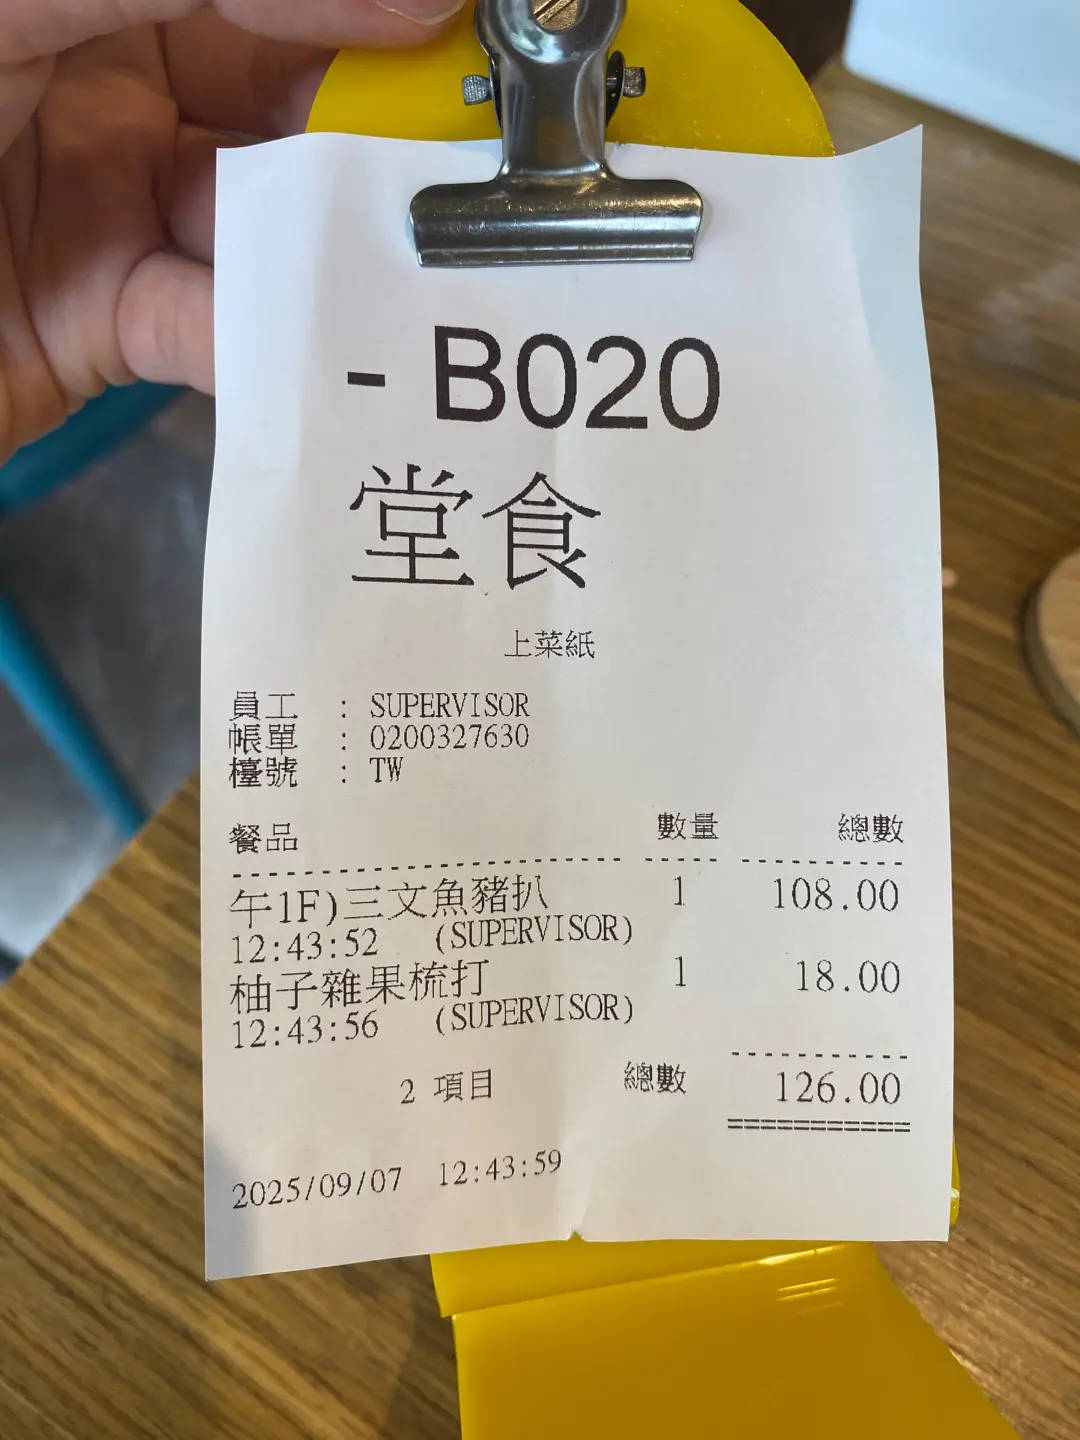 - B020
堂食
上菜紙
員工 : SUPERVISOR
帳單 : 0200327630
檯號 : TW
餐品 數量 總數
午1F)三文魚豬扒 1 108.00
12:43:52 (SUPERVISOR)
柚子雜果梳打 1 18.00
12:43:56 (SUPERVISOR)
2 項目 總數 126.00
2025/09/07 12:43:59